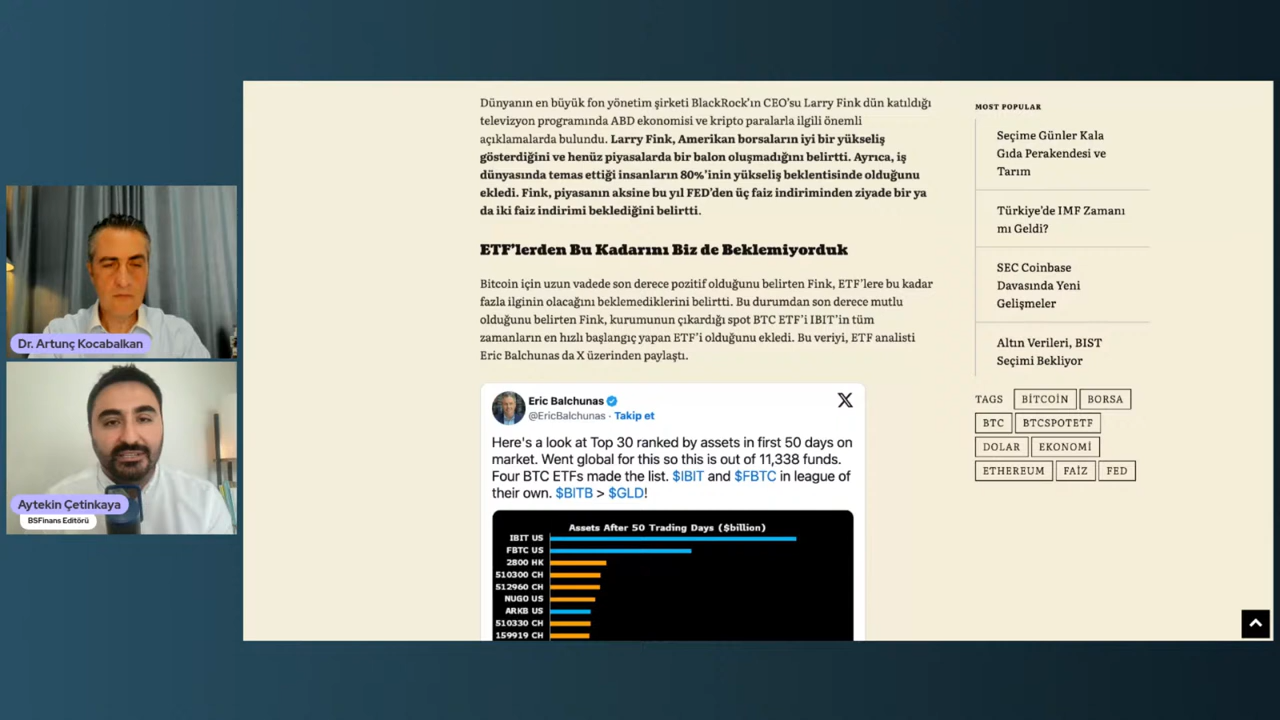 Dünyanın en büyük fon yönetim şirketi BlackRock'ın CEO'su Larry Fink dün katıldığı
televizyon programında ABD ekonomisi ve kripto paralarla ilgili önemli
açıklamalarda bulundu. Larry Fink, Amerikan borsaların iyi bir yükseliş
gösterdiğini ve henüz piyasalarda bir balon oluşmadığını belirtti. Ayrıca, iş
dünyasında temas ettiği insanların 80%'inin yükseliş beklentisinde olduğunu
ekledi. Fink, piyasanın aksine bu yıl FED'den üç faiz indiriminden ziyade bir ya
da iki faiz indirimi beklediğini belirtti.
ETF'lerden Bu Kadarını Biz de Beklemiyorduk
Bitcoin için uzun vadede son derece pozitif olduğunu belirten Fink, ETF'lere bu kadar
fazla ilginin olacağını beklemediklerini belirtti. Bu durumdan son derece mutlu
olduğunu belirten Fink, kurumunun çıkardığı spot BTC ETF'i IBIT'in tüm
zamanların en hızlı başlangıç yapan ETF'i olduğunu ekledi. Bu veriyi, ETF analisti
Eric Balchunas da X üzerinden paylaştı.
Eric Balchunas
@EricBalchunas · Takip et
Here's a look at Top 30 ranked by assets in first 50 days on
market. Went global for this so this is out of 11,338 funds.
Four BTC ETFs made the list. $IBIT and $FBTC in league of
their own. $BITB > $GLD!
Assets After 50 Trading Days ($billion)
IBIT US
FBTC US
2800 HK
510300 CH
512960 CH
NUGO US
ARKB US
510330 CH
159919 CH
MOST POPULAR
Seçime Günler Kala
Gıda Perakendesi ve
Tarım
Türkiye'de IMF Zamanı
mı Geldi?
SEC Coinbase
Davasında Yeni
Gelişmeler
Altın Verileri, BIST
Seçimi Bekliyor
TAGS BİTCOİN BORSA
BTC BTCSPOTETF
DOLAR EKONOMİ
ETHEREUM FAİZ FED
Dr. Artunç Kocabalkan
Aytekin Çetinkaya
BSFinans Editörü